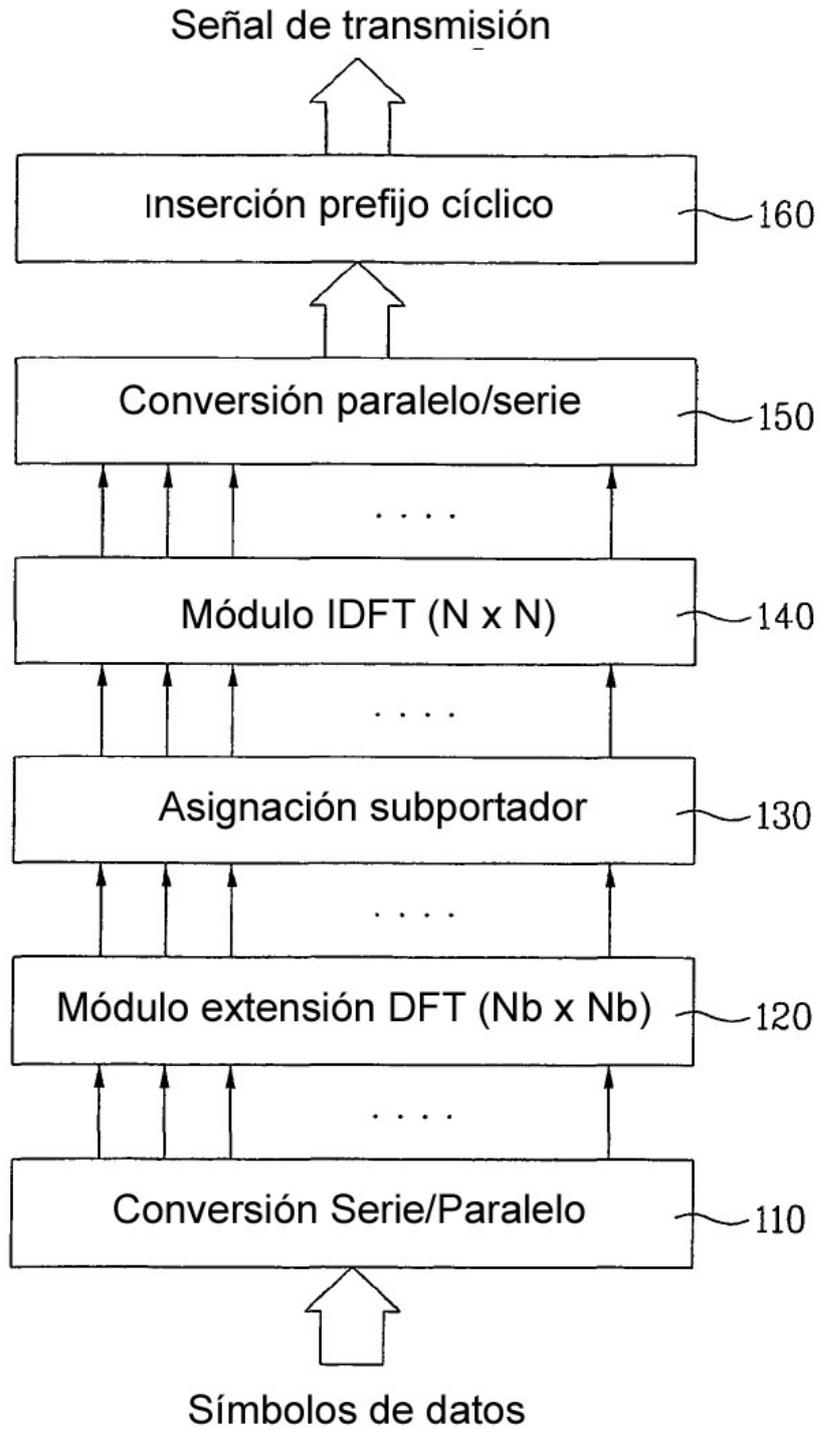 Señal de transmisión
Inserción prefijo cíclico
160
Conversión paralelo/serie
150
. . . .
Módulo IDFT (N x N)
140
. . . .
Asignación subportador
130
. . . .
Módulo extensión DFT (Nb x Nb)
120
. . . .
Conversión Serie/Paralelo
110
Símbolos de datos